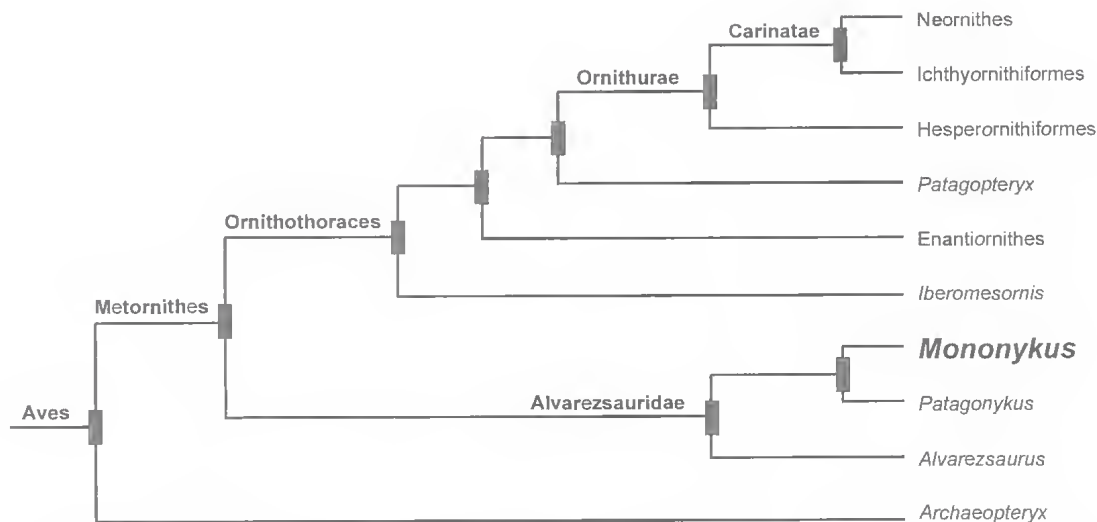 Neornithes
Carinatae
Ichthyornithiformes
Ornithurae
Hesperornithiformes
Patagopteryx
Ornithothoraces
Enantiornithes
Iberomesornis
Metornithes
Mononykus
Patagonykus
Aves
Alvarezsauridae
Alvarezsaurus
Archaeopteryx